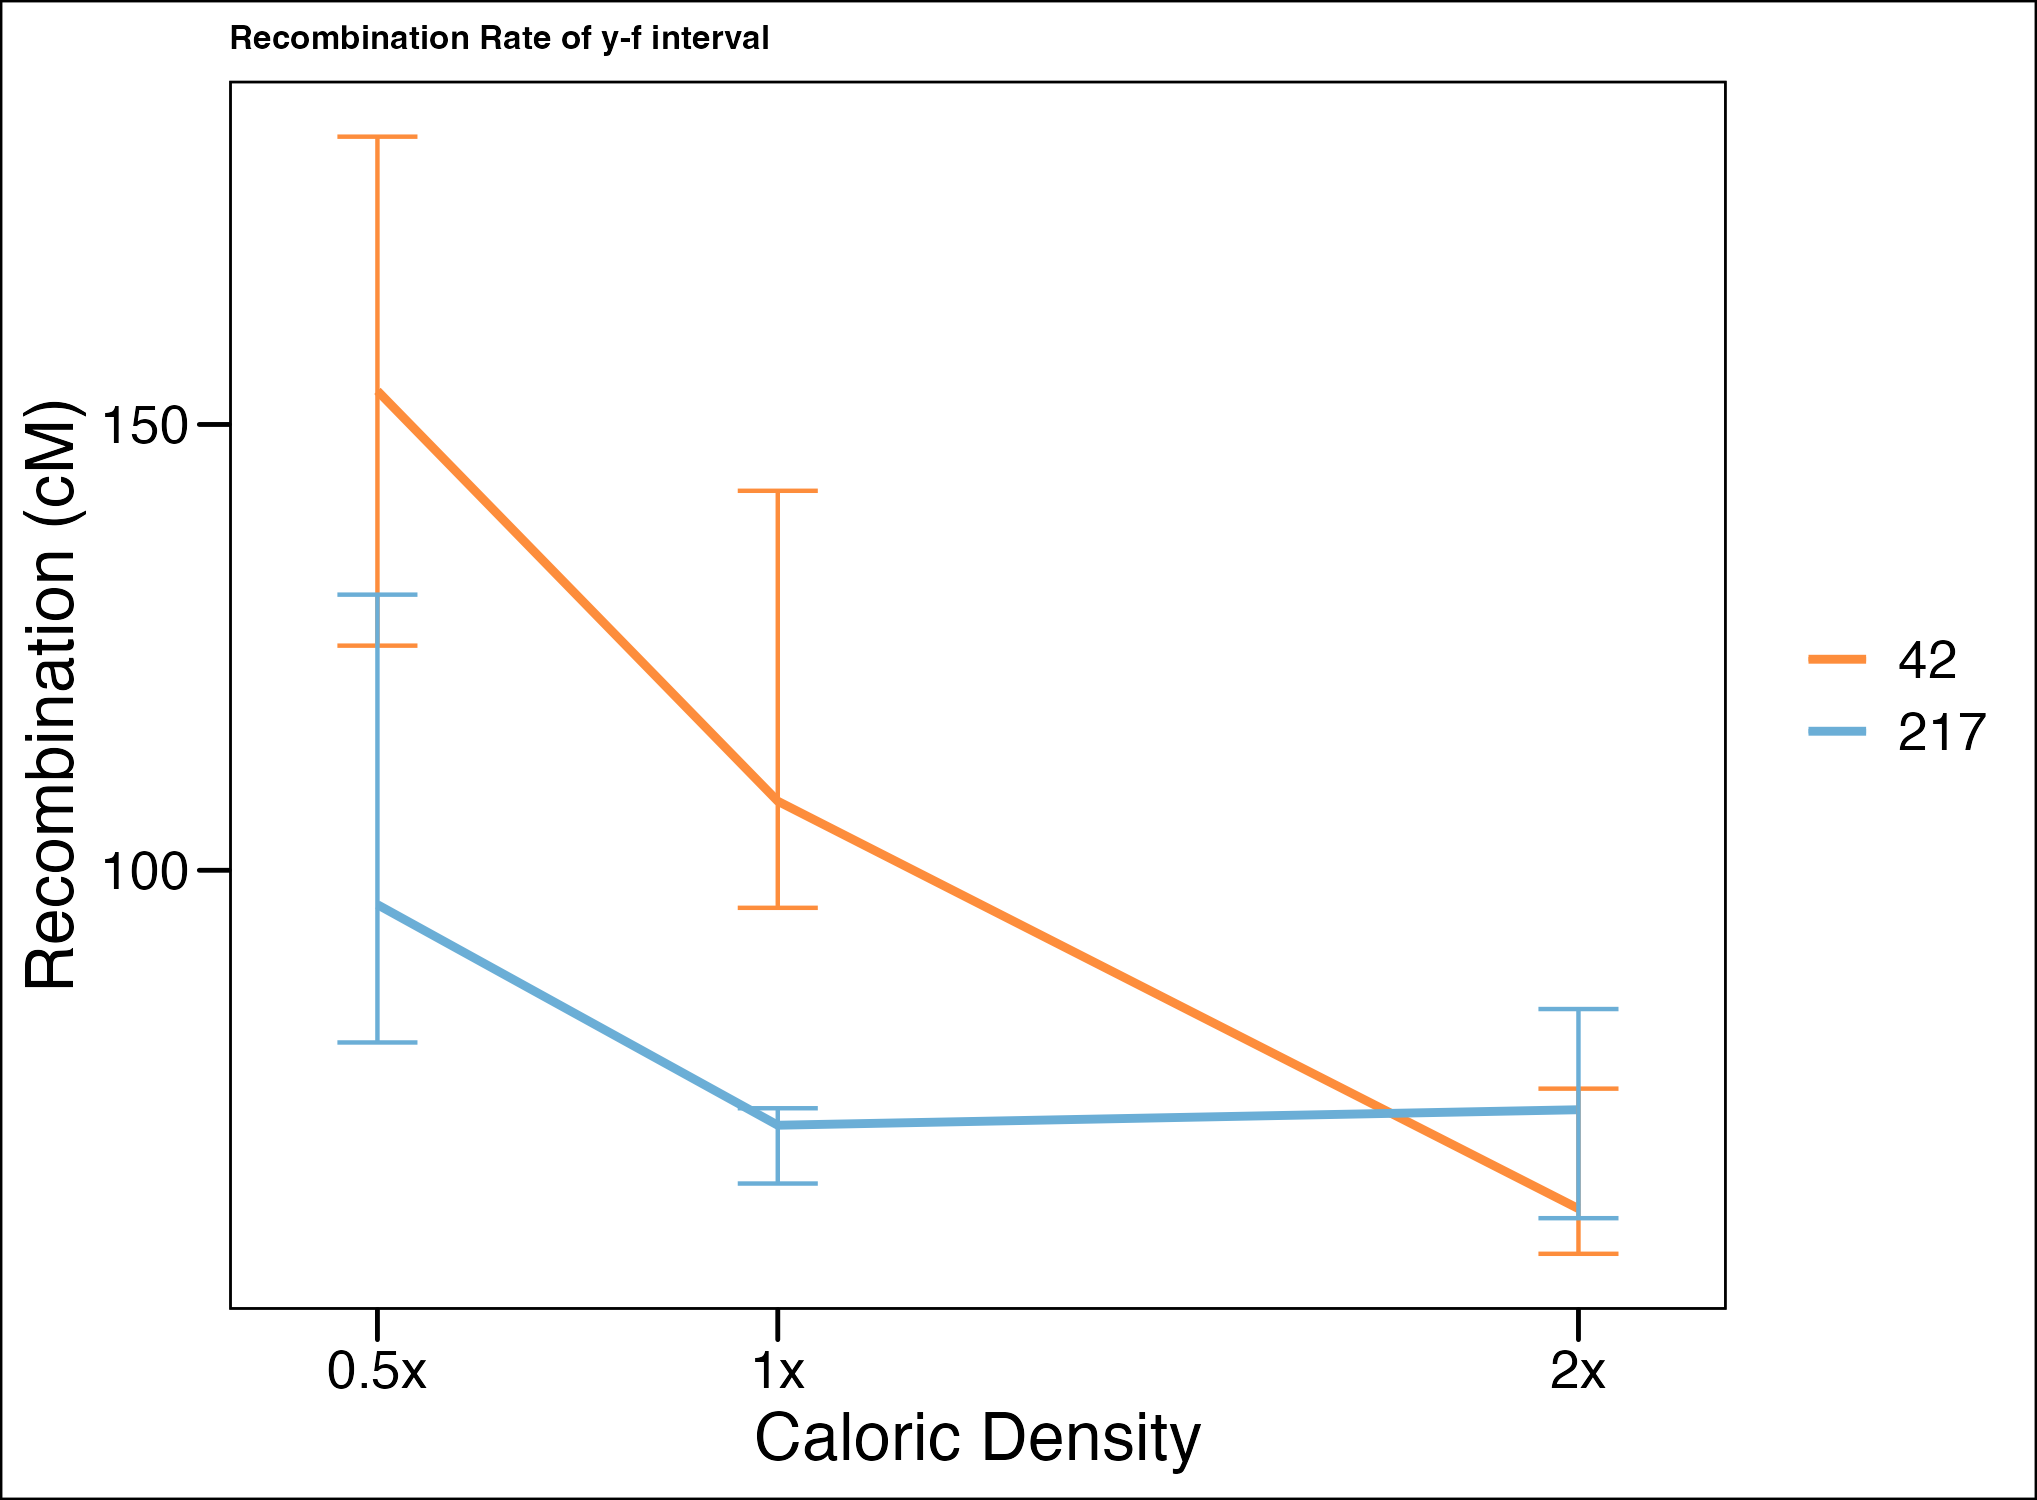 Recombination Rate of y-f interval
Recombination (cM)
150
100
0.5x 1x 2x
Caloric Density
42
217